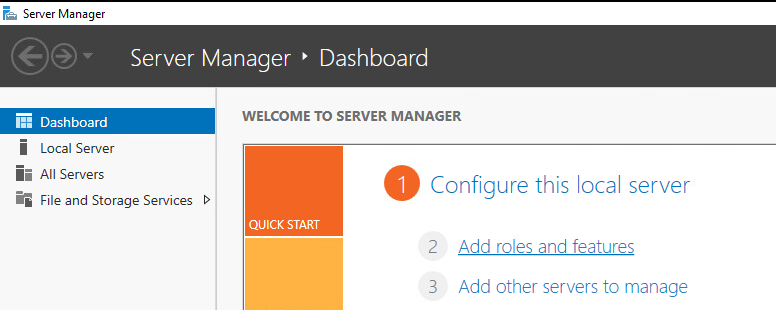 Server Manager
Server Manager ‣ Dashboard
Dashboard
Local Server
All Servers
File and Storage Services
WELCOME TO SERVER MANAGER
QUICK START
1 Configure this local server
2 Add roles and features
3 Add other servers to manage